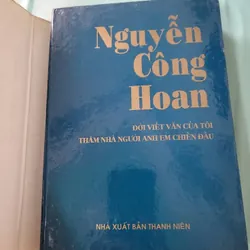 Nguyễn
Công
Hoan
ĐỜI VIẾT VĂN CỦA TÔI
THĂM NHÀ NGƯỜI ANH EM CHIẾN ĐẤU
NHÀ XUẤT BẢN THANH NIÊN